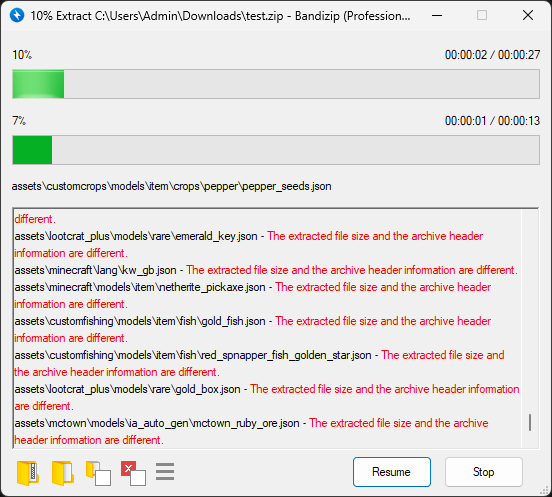 10% Extract C:\Users\Admin\Downloads\test.zip - Bandizip (Profession...
10% 00:00:02 / 00:00:27
7% 00:00:01 / 00:00:13
assets\customcrops\models\item\crops\pepper\pepper_seeds.json
different.
assets\lootcrat_plus\models\rare\emerald_key.json - The extracted file size and the archive header
information are different.
assets\minecraft\lang\kw_gb.json - The extracted file size and the archive header information are different.
assets\minecraft\models\item\netherite_pickaxe.json - The extracted file size and the archive header
information are different.
assets\customfishing\models\item\fish\gold_fish.json - The extracted file size and the archive header
information are different.
assets\customfishing\models\item\fish\red_spnapper_fish_golden_star.json - The extracted file size and
the archive header information are different.
assets\lootcrat_plus\models\rare\gold_box.json - The extracted file size and the archive header information
are different.
assets\mctown\models\ia_auto_gen\mctown_ruby_ore.json - The extracted file size and the archive
header information are different.
Resume Stop